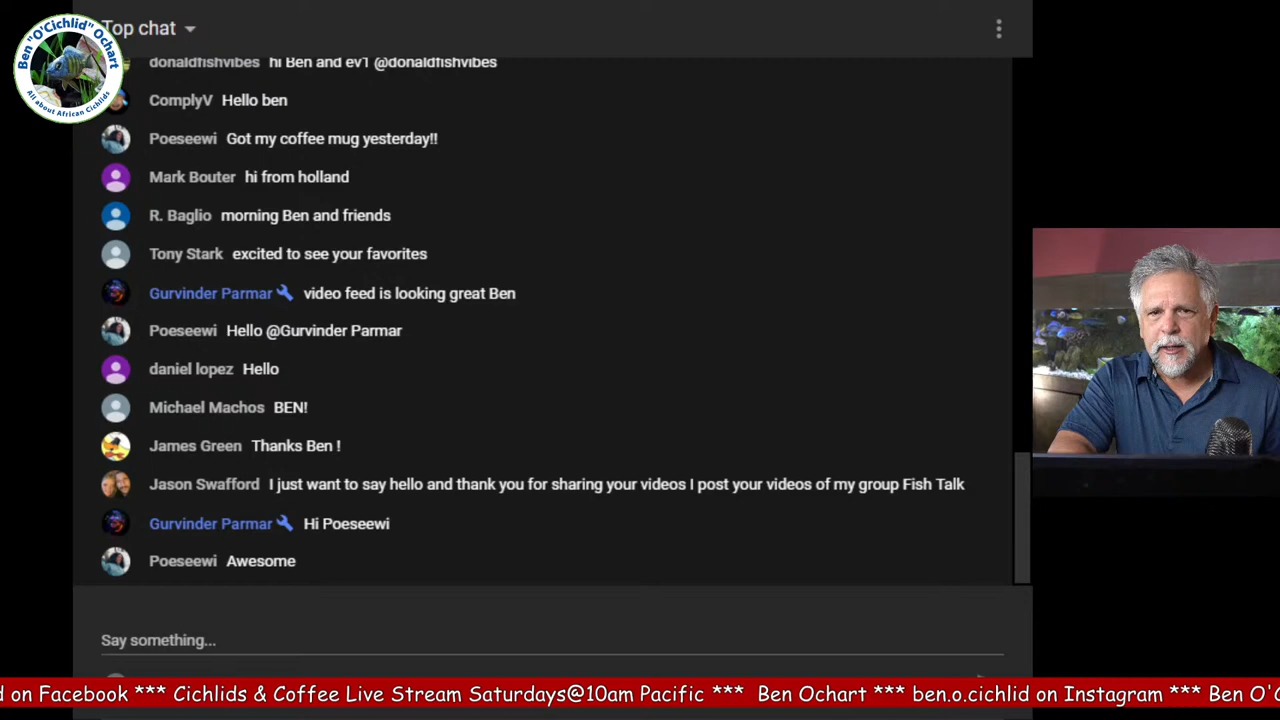 Ben "O'Cichlid" Ochart
All about African Cichlids
Top chat
donaldfishvibes hi Ben and ev1 @donaldfishvibes
ComplyV Hello ben
Poeseewi Got my coffee mug yesterday!!
Mark Bouter hi from holland
R. Baglio morning Ben and friends
Tony Stark excited to see your favorites
Gurvinder Parmar video feed is looking great Ben
Poeseewi Hello @Gurvinder Parmar
daniel lopez Hello
Michael Machos BEN!
James Green Thanks Ben !
Jason Swafford I just want to say hello and thank you for sharing your videos I post your videos of my group Fish Talk
Gurvinder Parmar Hi Poeseewi
Poeseewi Awesome
Say something...
d on Facebook *** Cichlids & Coffee Live Stream Saturdays@10am Pacific *** Ben Ochart *** ben.o.cichlid on Instagram *** Ben O'C